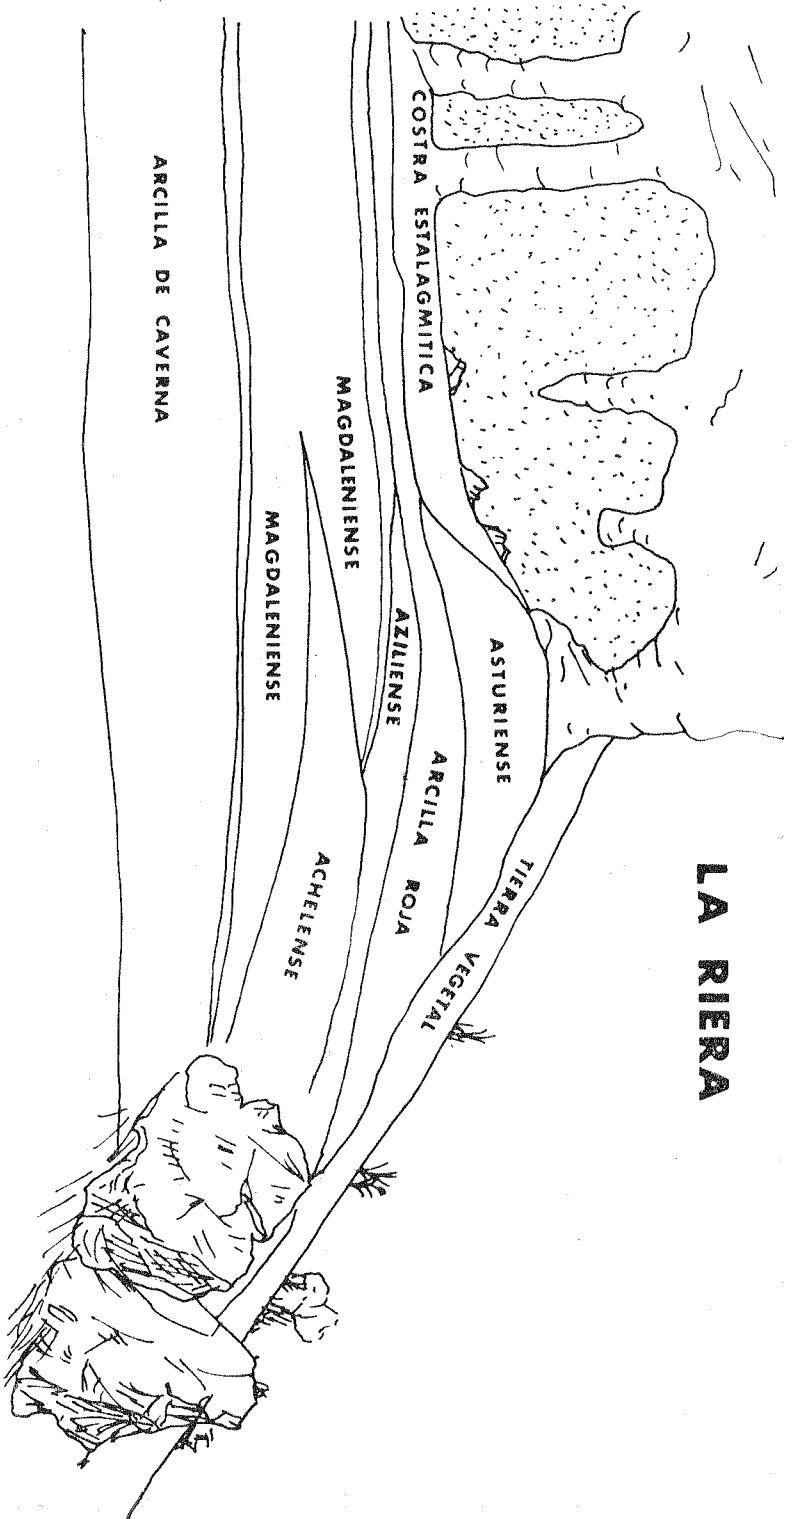 LA RIERA
COSTRA ESTALAGMITICA
ASTURIENSE
TIERRA VEGETAL
MAGDALENIENSE
AZILIENSE
ARCILLA ROJA
MAGDALENIENSE
ACHELENSE
ARCILLA DE CAVERNA